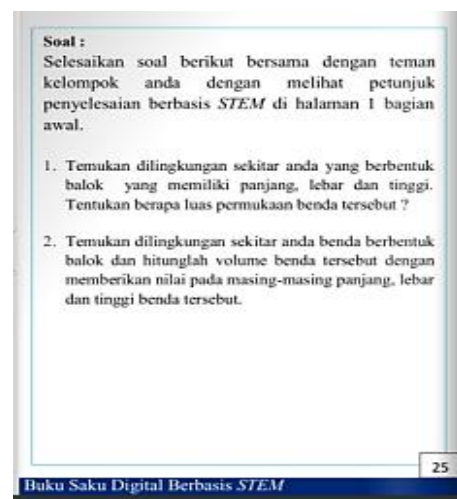 Soal :
Selesaikan soal berikut bersama dengan teman
kelompok anda dengan melihat petunjuk
penyelesaian berbasis STEM di halaman 1 bagian
awal.
1. Temukan dilingkungan sekitar anda yang berbentuk
balok yang memiliki panjang, lebar dan tinggi.
Tentukan berapa luas permukaan benda tersebut ?
2. Temukan dilingkungan sekitar anda benda berbentuk
balok dan hitunglah volume benda tersebut dengan
memberikan nilai pada masing-masing panjang, lebar
dan tinggi benda tersebut.
25
Buku Saku Digital Berbasis STEM